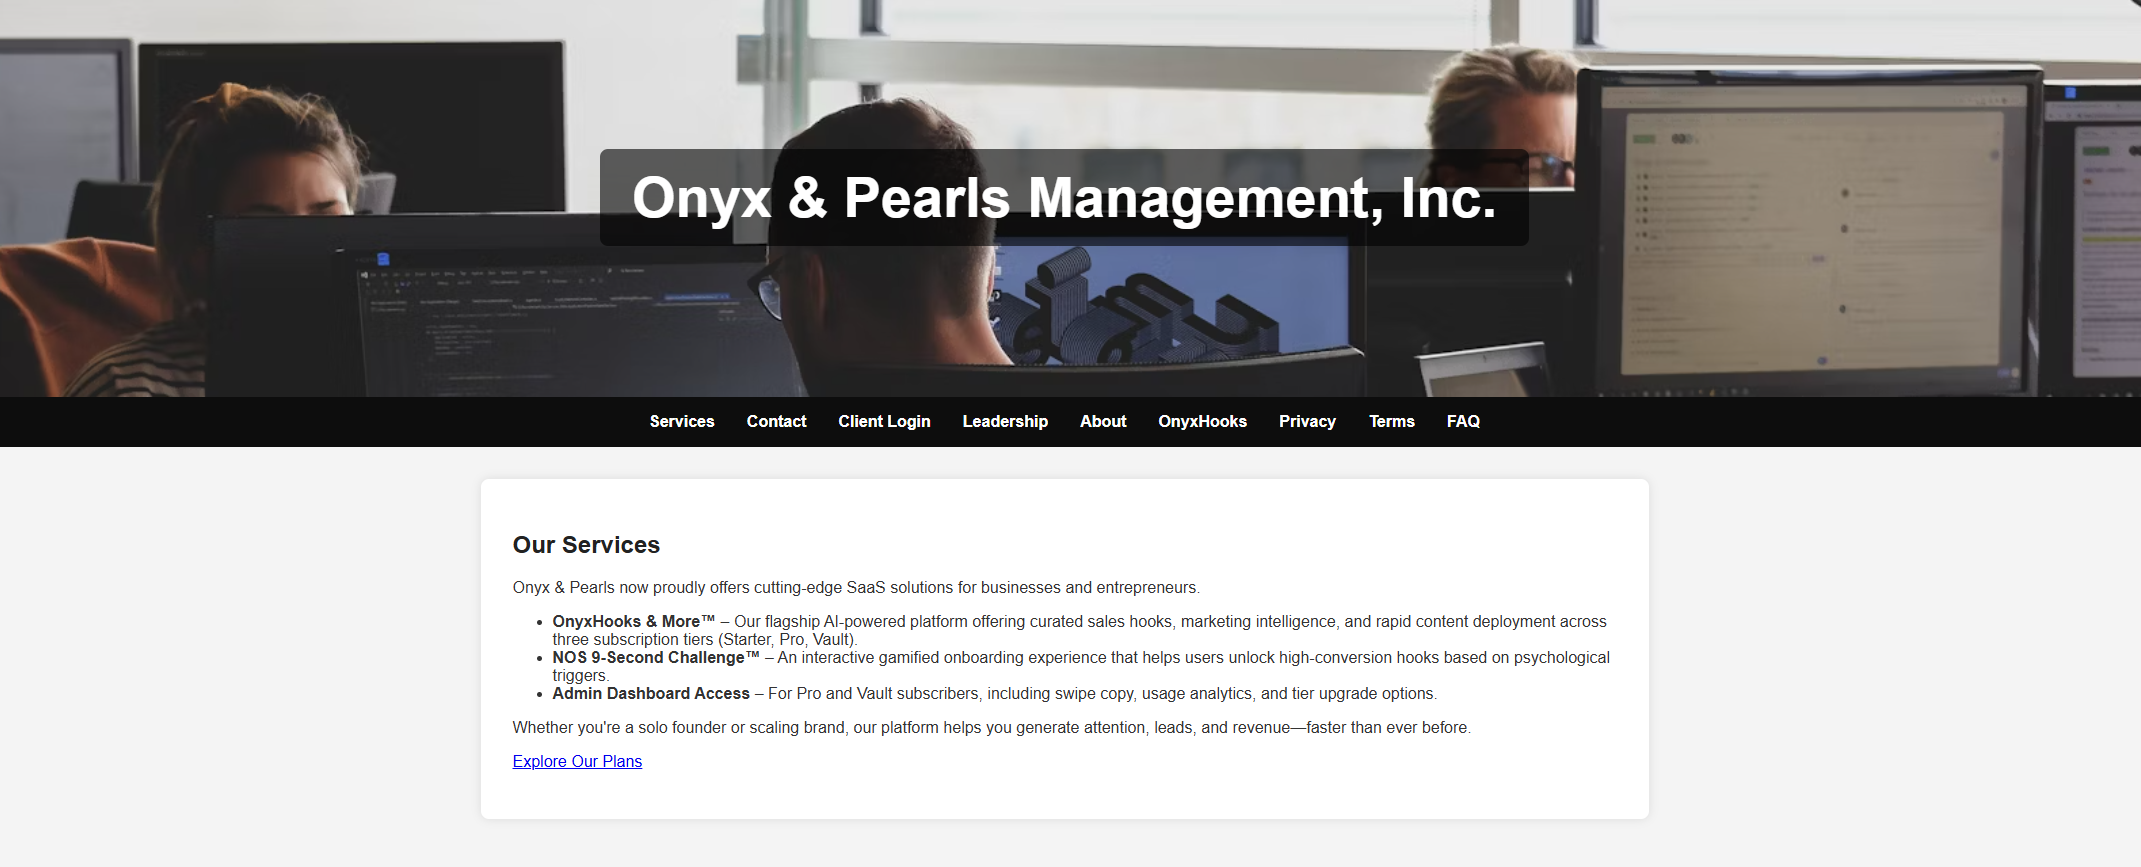 Onyx & Pearls Management, Inc.
Services Contact Client Login Leadership About OnyxHooks Privacy Terms FAQ
Our Services
Onyx & Pearls now proudly offers cutting-edge SaaS solutions for businesses and entrepreneurs.
• OnyxHooks & More™ – Our flagship AI-powered platform offering curated sales hooks, marketing intelligence, and rapid content deployment across
three subscription tiers (Starter, Pro, Vault).
• NOS 9-Second Challenge™ – An interactive gamified onboarding experience that helps users unlock high-conversion hooks based on psychological
triggers.
• Admin Dashboard Access – For Pro and Vault subscribers, including swipe copy, usage analytics, and tier upgrade options.
Whether you're a solo founder or scaling brand, our platform helps you generate attention, leads, and revenue—faster than ever before.
Explore Our Plans